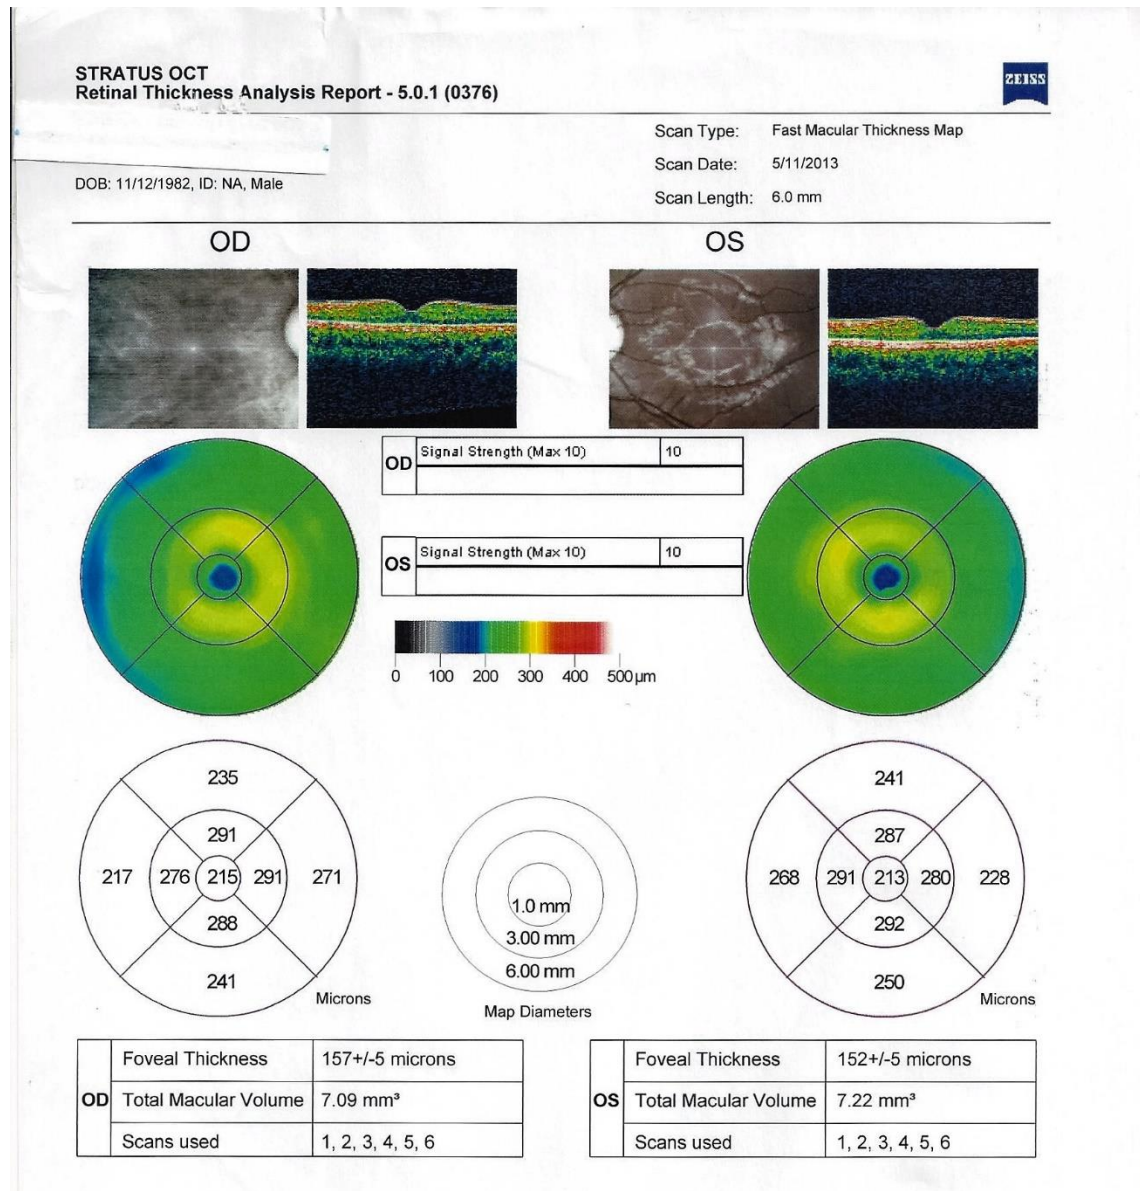 STRATUS OCT
Retinal Thickness Analysis Report - 5.0.1 (0376)
ZEISS
DOB: 11/12/1982, ID: NA, Male
Scan Type: Fast Macular Thickness Map
Scan Date: 5/11/2013
Scan Length: 6.0 mm
OD OS
OD Signal Strength (Max 10) 10
OS Signal Strength (Max 10) 10
0 100 200 300 400 500 µm
235
291
217 276 215 291 271
288
241
Microns
1.0 mm
3.00 mm
6.00 mm
Map Diameters
241
287
268 291 213 280 228
292
250
Microns
OD
Foveal Thickness 157+/-5 microns
Total Macular Volume 7.09 mm³
Scans used 1, 2, 3, 4, 5, 6
OS
Foveal Thickness 152+/-5 microns
Total Macular Volume 7.22 mm³
Scans used 1, 2, 3, 4, 5, 6